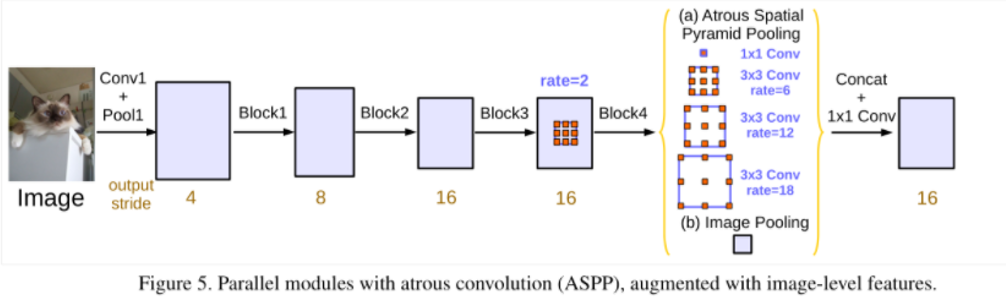 (a) Atrous Spatial
Pyramid Pooling
1x1 Conv
3x3 Conv
rate=6
3x3 Conv
rate=12
3x3 Conv
rate=18
(b) Image Pooling
Conv1
+
Pool1
Block1
Block2
Block3
rate=2
Block4
Concat
+
1x1 Conv
Image
output
stride
4
8
16
16
16
Figure 5. Parallel modules with atrous convolution (ASPP), augmented with image-level features.